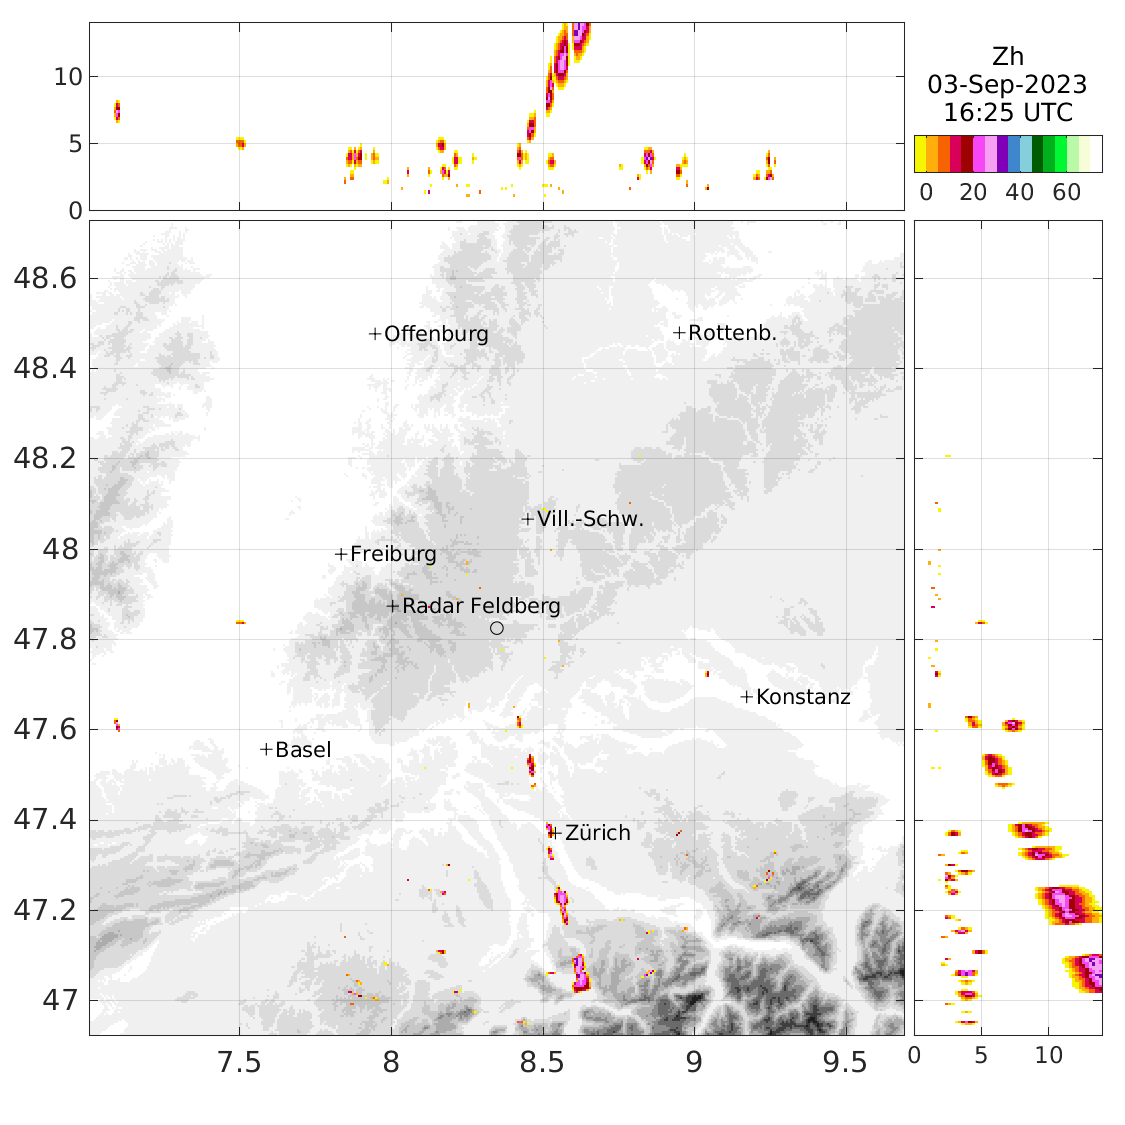 10
5
0
Zh
03-Sep-2023
16:25 UTC
0 20 40 60
48.6
48.4
48.2
48
47.8
47.6
47.4
47.2
47
Offenburg
Rottenb.
Vill.-Schw.
Freiburg
Radar Feldberg
Konstanz
Basel
Zürich
7.5 8 8.5 9 9.5
0 5 10